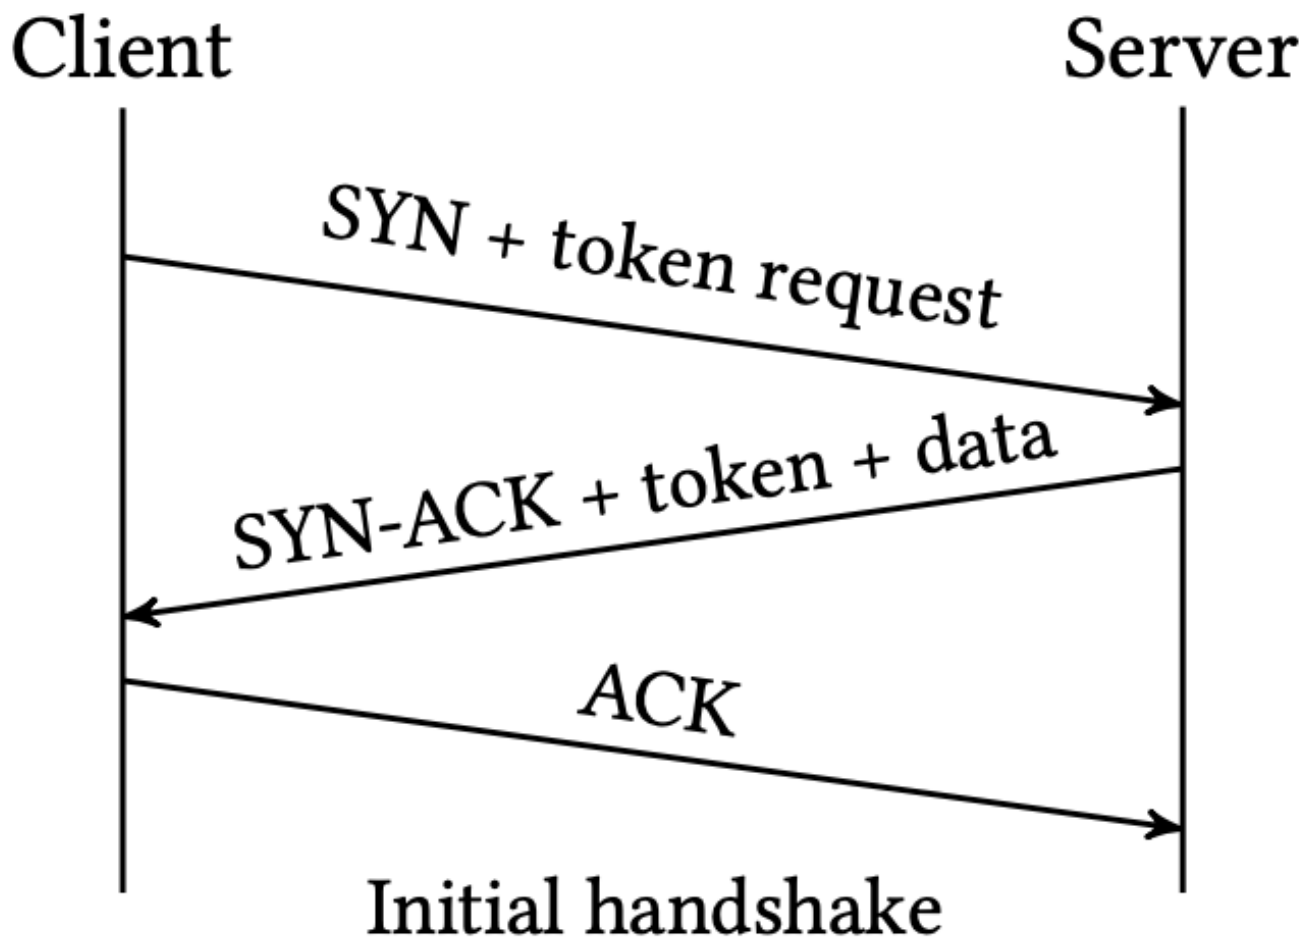 Client
Server
SYN + token request
SYN-ACK + token + data
ACK
Initial handshake